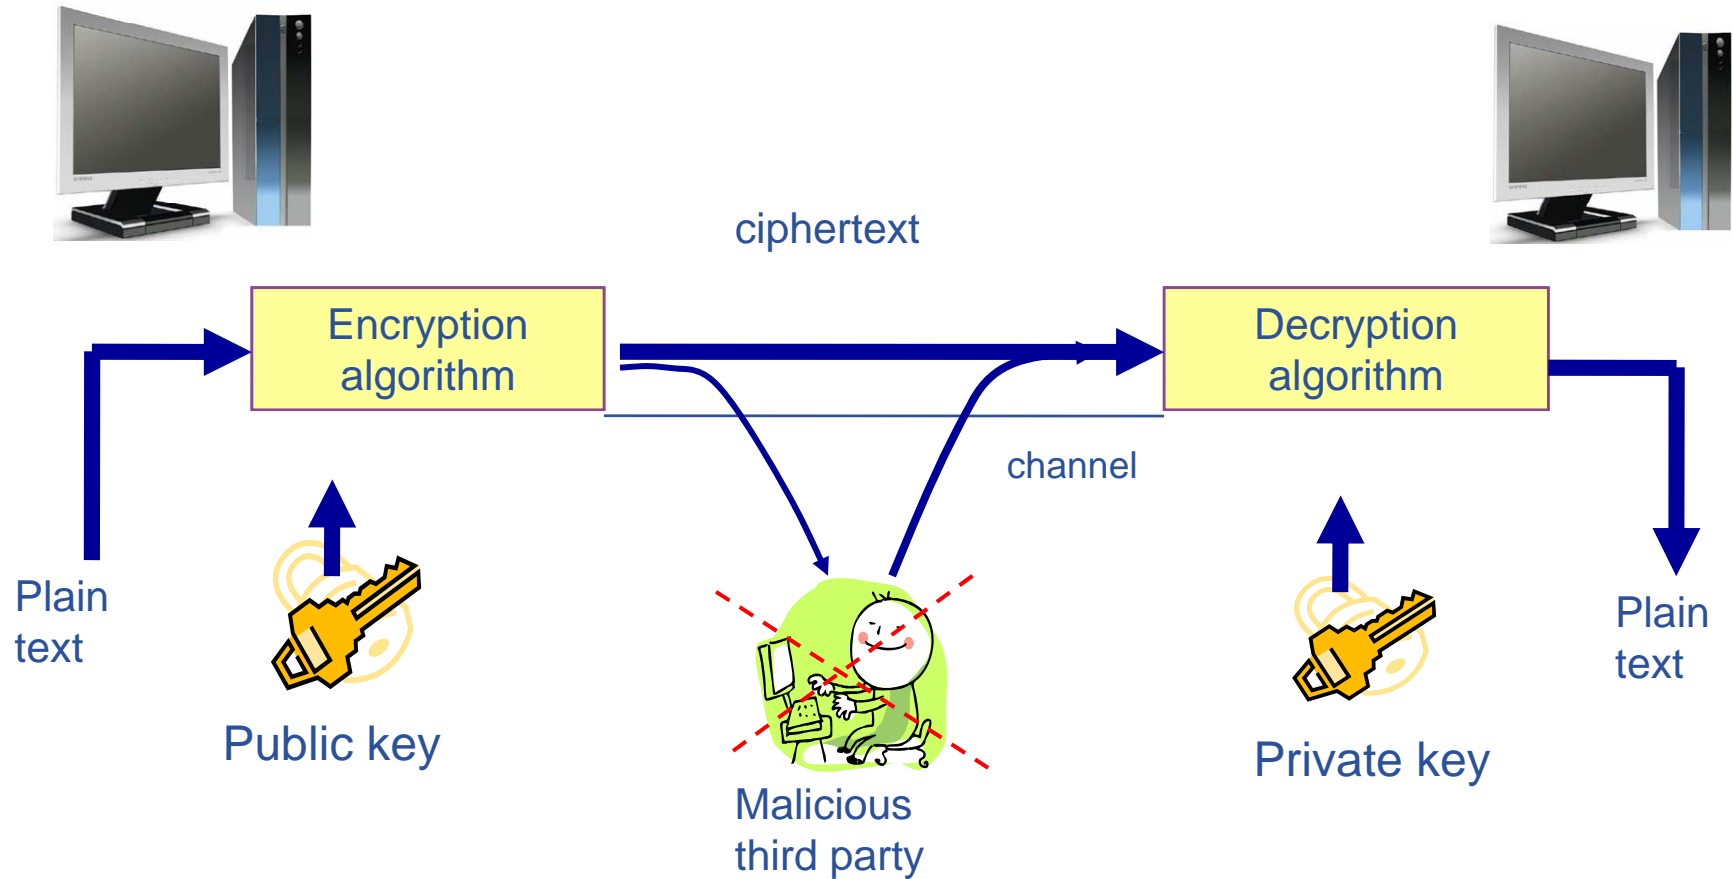 ciphertext
Encryption
algorithm
Decryption
algorithm
channel
Plain
text
Plain
text
Public key
Private key
Malicious
third party